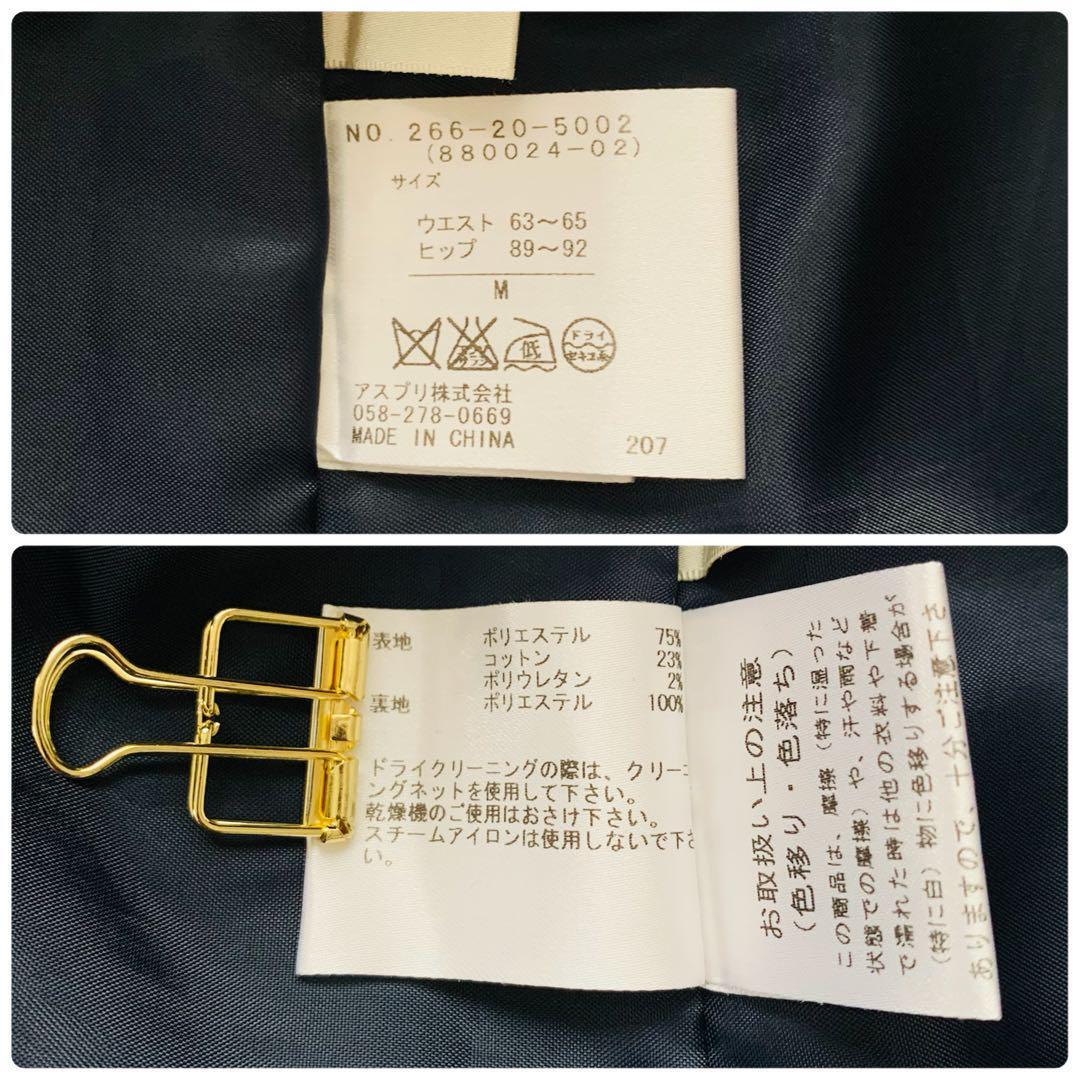 NO. 266-20-5002
(880024-02)
サイズ
ウエスト 63～65
ヒップ 89～92
M
低
ドライ
セキユ系
アスプリ株式会社
058-278-0669
MADE IN CHINA
207
表地 ポリエステル 75%
コットン 23%
ポリウレタン 2%
裏地 ポリエステル 100%
ドライクリーニングの際は、クリーニ
ングネットを使用して下さい。
乾燥機のご使用はおさけ下さい。
スチームアイロンは使用しないで下さ
い。
お取扱い上の注意
(色移り・色落ち)
この商品は、摩擦（特に湿った
状態での摩擦）や、汗や雨など
で濡れた時は他の衣料や下着
(特に白）物に色移りする場合が
ありますので、十分ご注意下さ